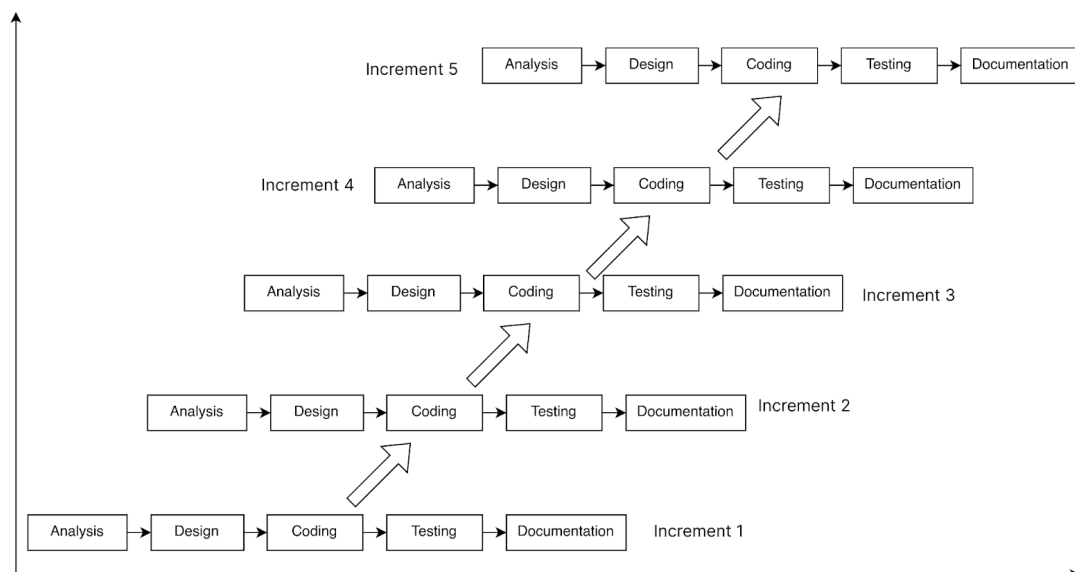 Increment 5
Analysis
Design
Coding
Testing
Documentation
Increment 4
Analysis
Design
Coding
Testing
Documentation
Analysis
Design
Coding
Testing
Documentation
Increment 3
Analysis
Design
Coding
Testing
Documentation
Increment 2
Analysis
Design
Coding
Testing
Documentation
Increment 1